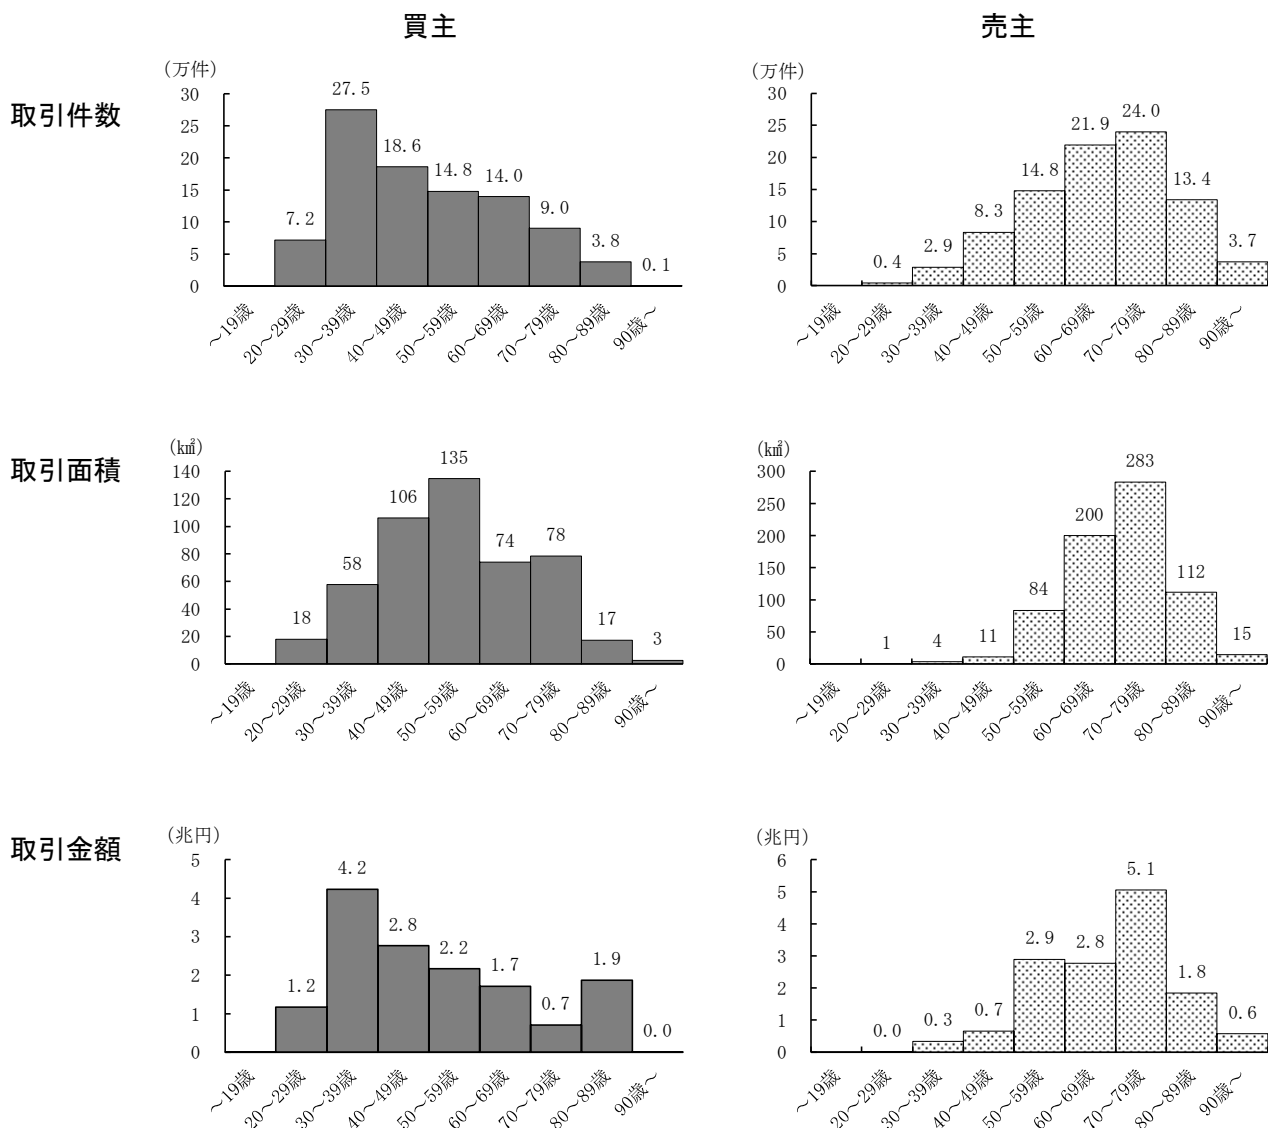 買主
売主
取引件数
(万件)
30
25
20
15
10
5
0
7.2
27.5
18.6
14.8
14.0
9.0
3.8
0.1
～19歳
20～29歳
30～39歳
40～49歳
50～59歳
60～69歳
70～79歳
80～89歳
90歳～
(万件)
30
25
20
15
10
5
0
0.4
2.9
8.3
14.8
21.9
24.0
13.4
3.7
～19歳
20～29歳
30～39歳
40～49歳
50～59歳
60～69歳
70～79歳
80～89歳
90歳～
取引面積
(㎢)
140
120
100
80
60
40
20
0
18
58
106
135
74
78
17
3
～19歳
20～29歳
30～39歳
40～49歳
50～59歳
60～69歳
70～79歳
80～89歳
90歳～
(㎢)
300
250
200
150
100
50
0
1
4
11
84
200
283
112
15
～19歳
20～29歳
30～39歳
40～49歳
50～59歳
60～69歳
70～79歳
80～89歳
90歳～
取引金額
(兆円)
5
4
3
2
1
0
1.2
4.2
2.8
2.2
1.7
0.7
1.9
0.0
～19歳
20～29歳
30～39歳
40～49歳
50～59歳
60～69歳
70～79歳
80～89歳
90歳～
(兆円)
6
5
4
3
2
1
0
0.0
0.3
0.7
2.9
2.8
5.1
1.8
0.6
～19歳
20～29歳
30～39歳
40～49歳
50～59歳
60～69歳
70～79歳
80～89歳
90歳～